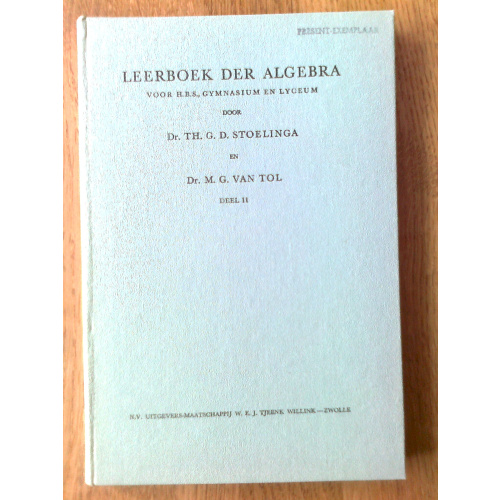 PRESENT-EXEMPLAAR
LEERBOEK DER ALGEBRA
VOOR H.B.S., GYMNASIUM EN LYCEUM
DOOR
Dr. TH. G. D. STOELINGA
EN
Dr. M. G. VAN TOL
DEEL II
N.V. UITGEVERS-MAATSCHAPPIJ W. E. J. TJEENK WILLINK — ZWOLLE